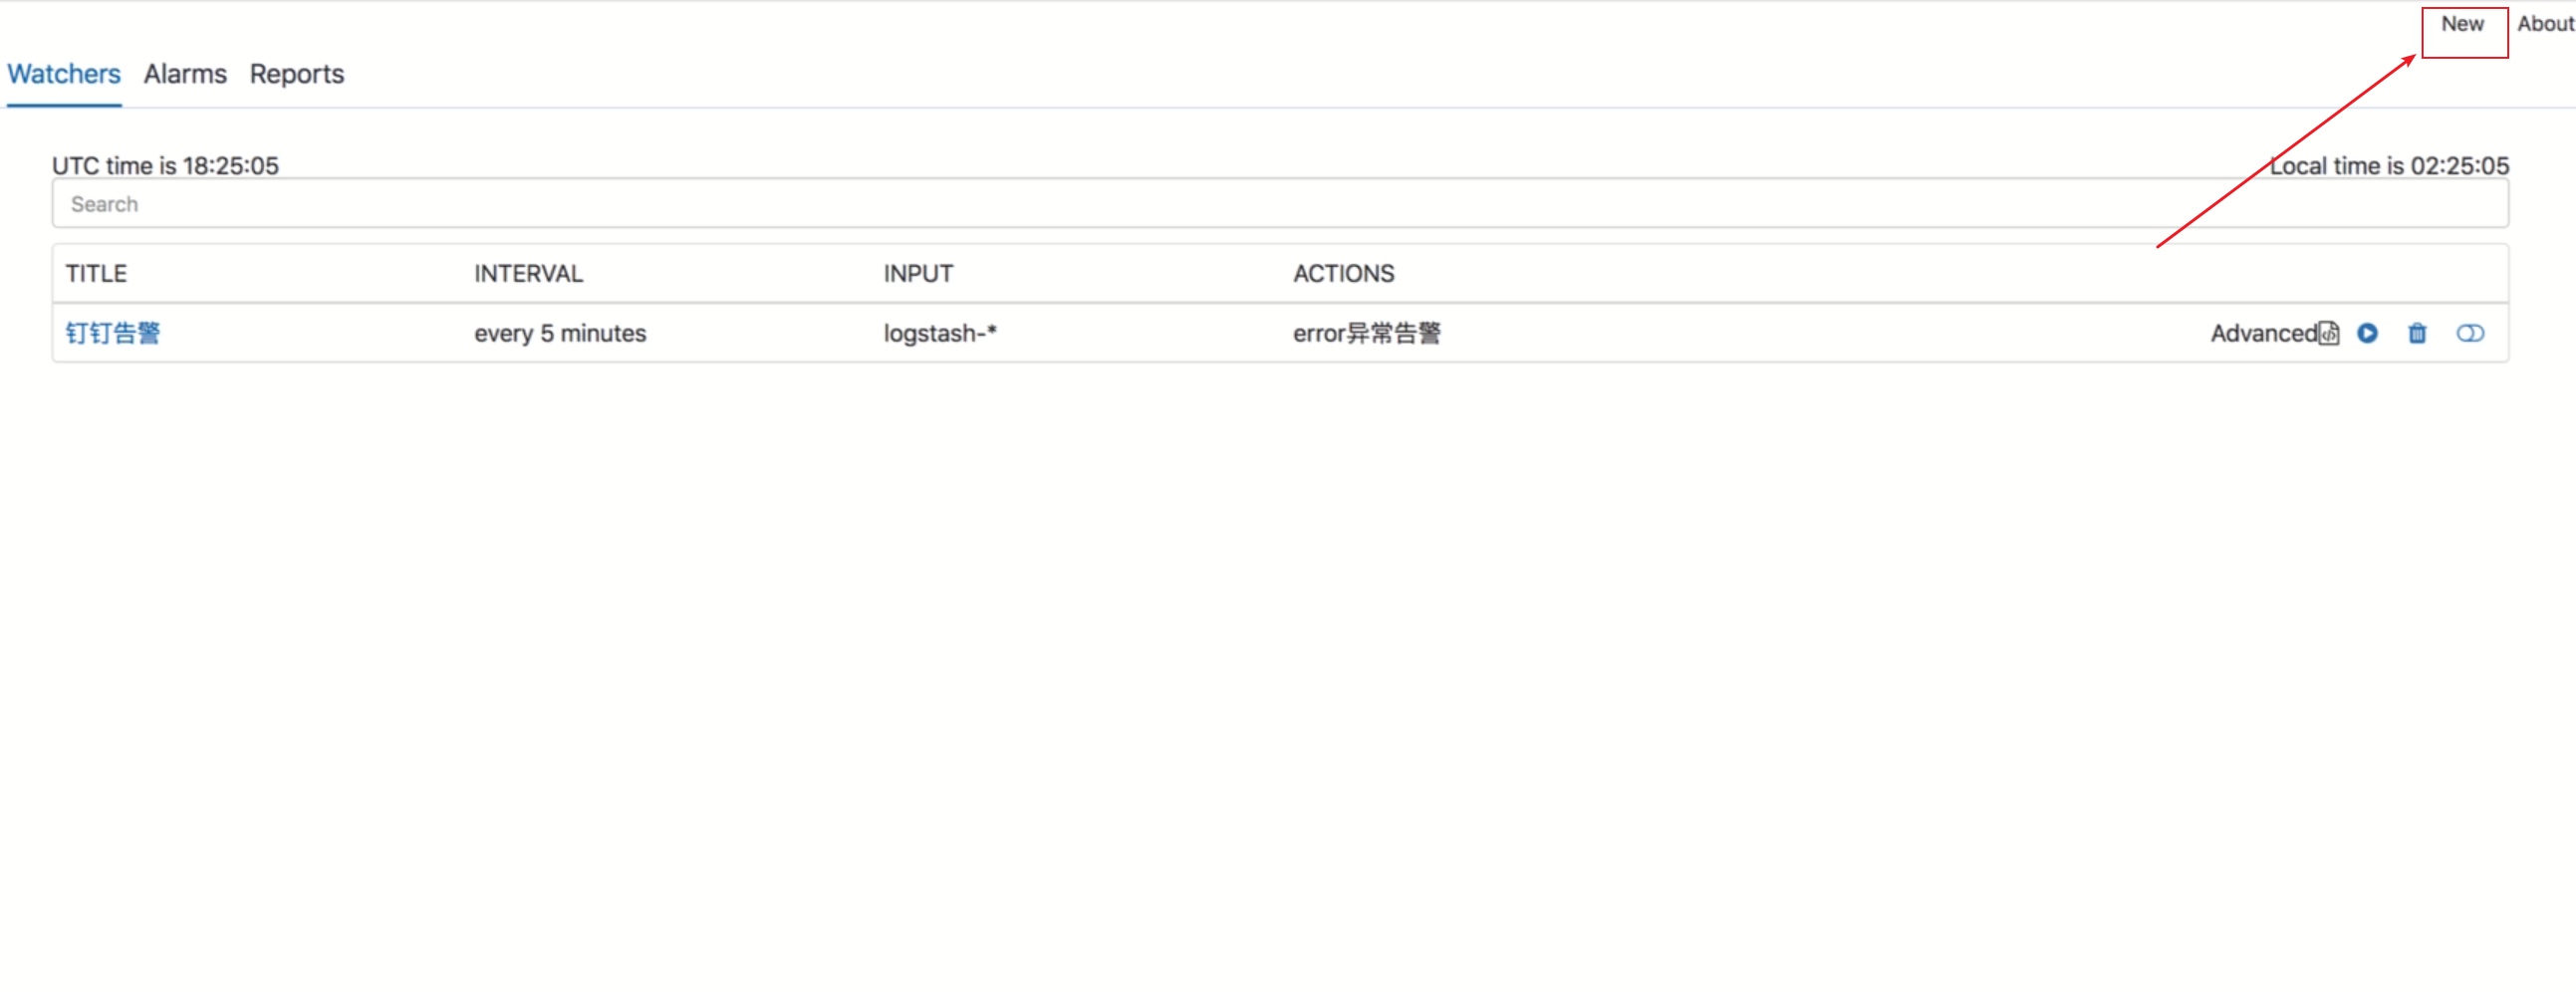 New About
Watchers Alarms Reports
UTC time is 18:25:05 Local time is 02:25:05
Search
TITLE INTERVAL INPUT ACTIONS
钉钉告警 every 5 minutes logstash-* error异常告警 Advanced